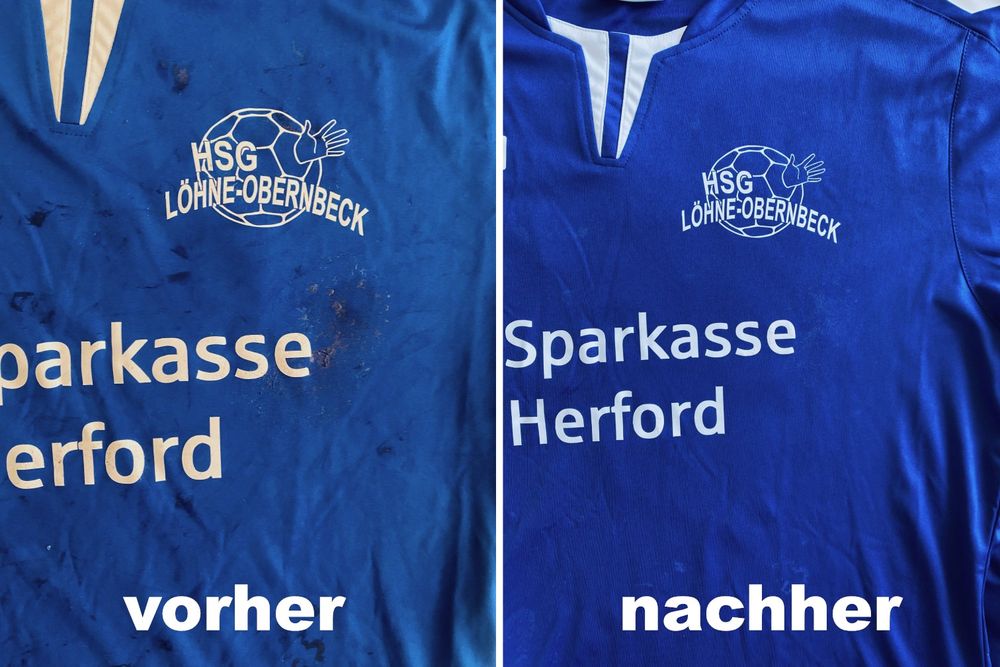 HSG
LÖHNE-OBERNBECK
parkasse
erford
vorher
HSG
LÖHNE-OBERNBECK
Sparkasse
Herford
nachher